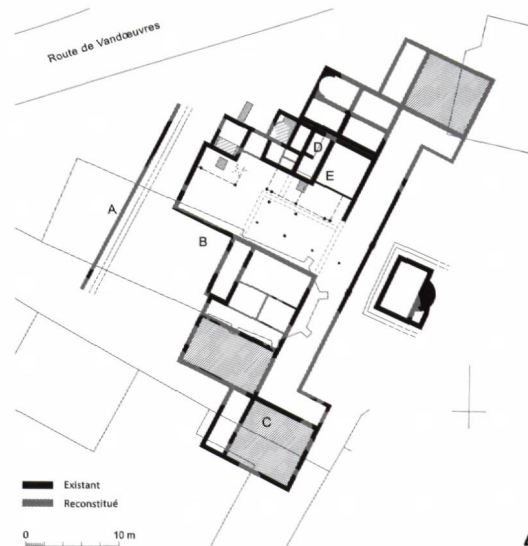 Route de Vandœuvres
D
E
A
B
C
Existant
Reconstitué
0 10 m